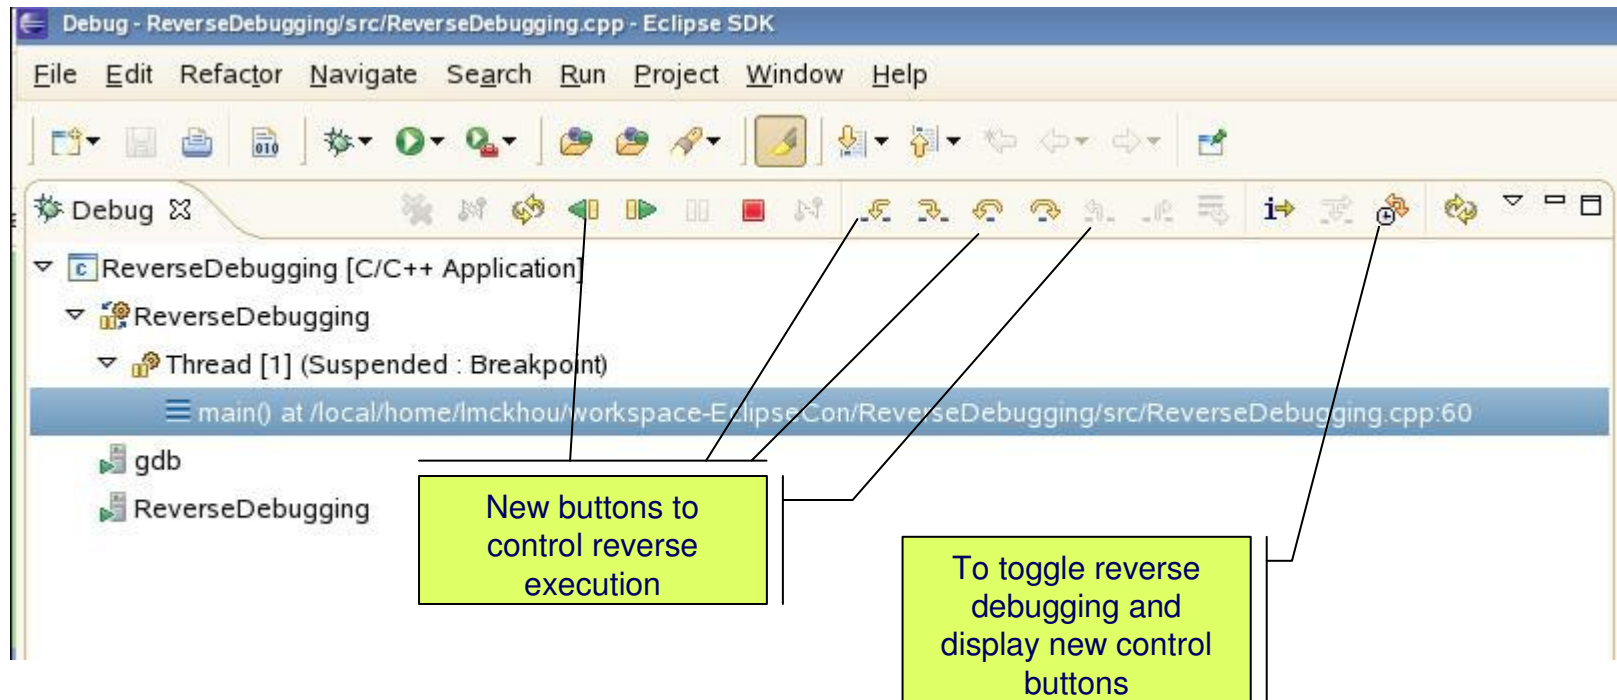 Debug - ReverseDebugging/src/ReverseDebugging.cpp - Eclipse SDK
File Edit Refactor Navigate Search Run Project Window Help
010
Debug
i
c ReverseDebugging [C/C++ Application]
ReverseDebugging
Thread [1] (Suspended : Breakpoint)
main() at /local/home/lmckhou/workspace-EclipseCon/ReverseDebugging/src/ReverseDebugging.cpp:60
gdb
ReverseDebugging
New buttons to
control reverse
execution
To toggle reverse
debugging and
display new control
buttons